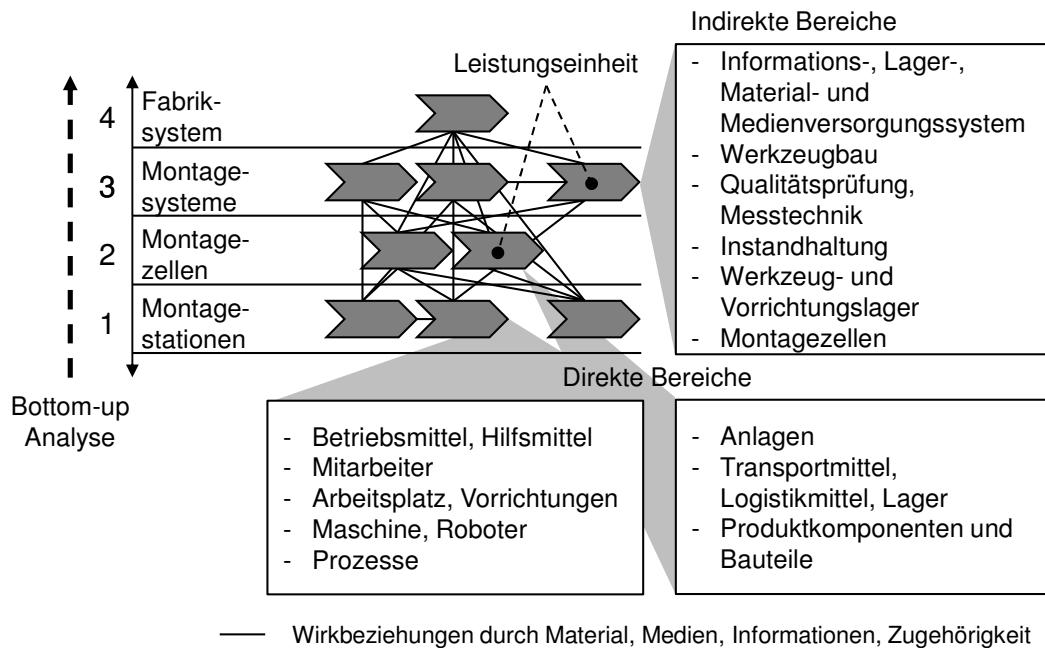 Indirekte Bereiche
Leistungseinheit
4
Fabrik-
system
3
Montage-
systeme
2
Montage-
zellen
1
Montage-
stationen
Bottom-up
Analyse
- Informations-, Lager-,
Material- und
Medienversorgungssystem
- Werkzeugbau
- Qualitätsprüfung,
Messtechnik
- Instandhaltung
- Werkzeug- und
Vorrichtungslager
- Montagezellen
Direkte Bereiche
- Betriebsmittel, Hilfsmittel
- Mitarbeiter
- Arbeitsplatz, Vorrichtungen
- Maschine, Roboter
- Prozesse
- Anlagen
- Transportmittel,
Logistikmittel, Lager
- Produktkomponenten und
Bauteile
Wirkbeziehungen durch Material, Medien, Informationen, Zugehörigkeit